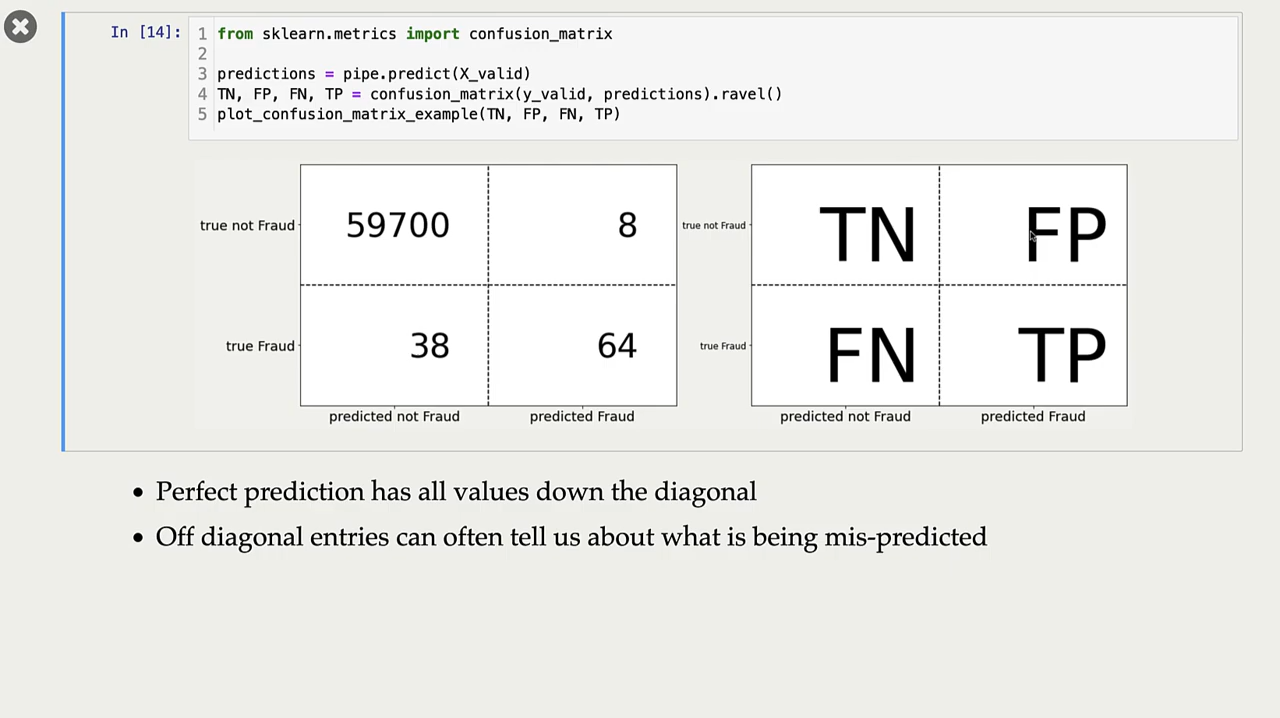 In [14]:
1 from sklearn.metrics import confusion_matrix
2
3 predictions = pipe.predict(X_valid)
4 TN, FP, FN, TP = confusion_matrix(y_valid, predictions).ravel()
5 plot_confusion_matrix_example(TN, FP, FN, TP)
true not Fraud 59700 8
true Fraud 38 64
predicted not Fraud predicted Fraud
true not Fraud TN FP
true Fraud FN TP
predicted not Fraud predicted Fraud
• Perfect prediction has all values down the diagonal
• Off diagonal entries can often tell us about what is being mis-predicted